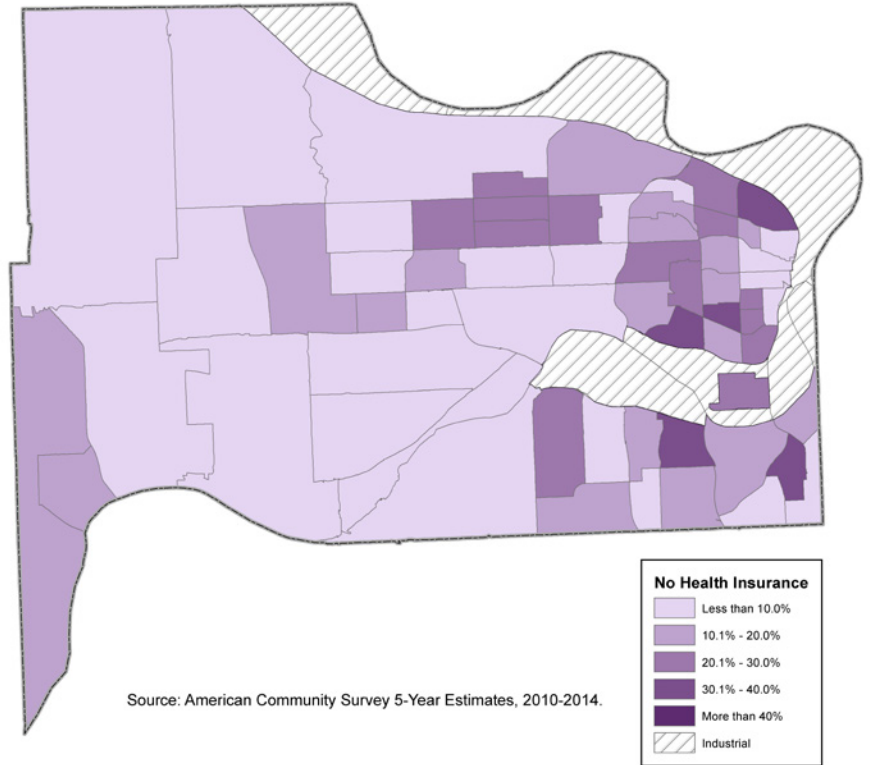 No Health Insurance
Less than 10.0%
10.1% - 20.0%
20.1% - 30.0%
30.1% - 40.0%
More than 40%
Industrial
Source: American Community Survey 5-Year Estimates, 2010-2014.